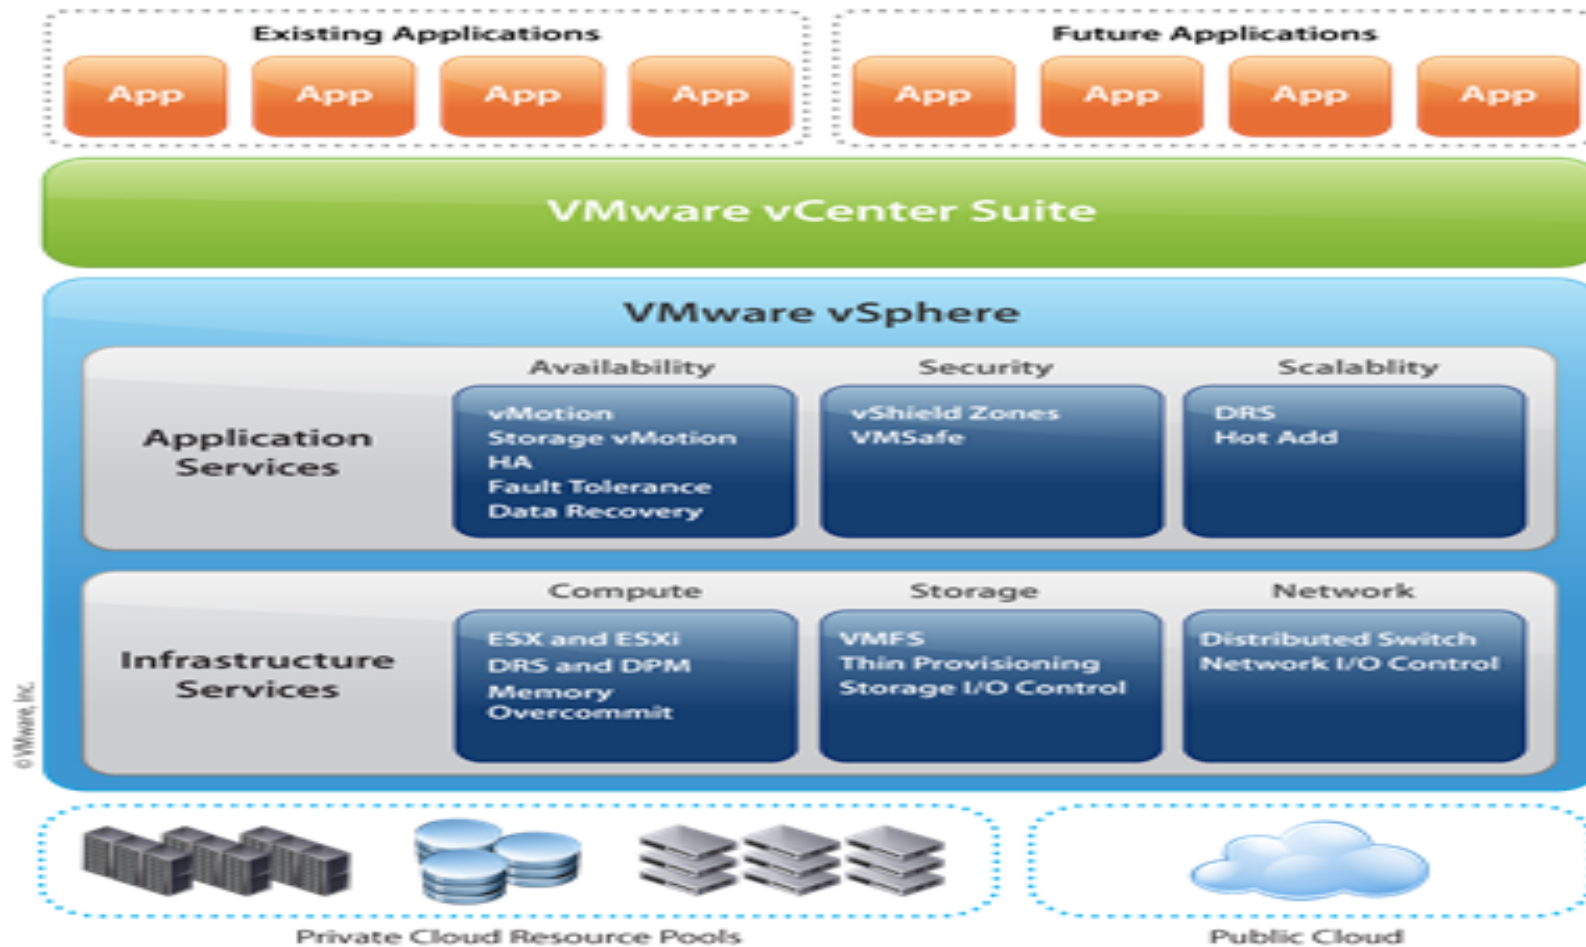 Existing Applications
Future Applications
App
App
App
App
App
App
App
App
VMware vCenter Suite
VMware vSphere
Application
Services
Availability
vMotion
Storage vMotion
HA
Fault Tolerance
Data Recovery
Security
vShield Zones
VMSafe
Scalablity
DRS
Hot Add
Infrastructure
Services
Compute
ESX and ESXi
DRS and DPM
Memory
Overcommit
Storage
VMFS
Thin Provisioning
Storage I/O Control
Network
Distributed Switch
Network I/O Control
© VMware, Inc.
Private Cloud Resource Pools
Public Cloud